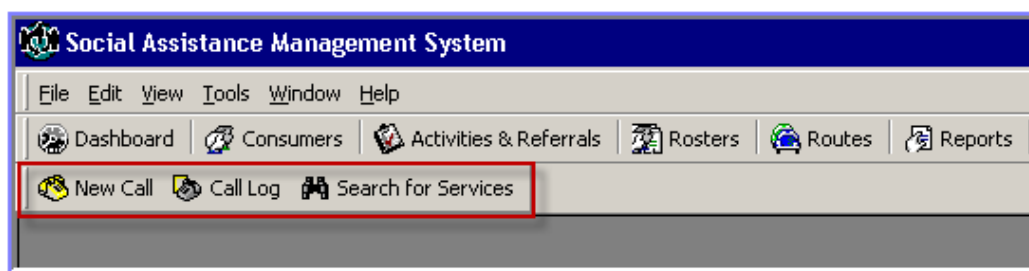 Social Assistance Management System
File Edit View Tools Window Help
Dashboard Consumers Activities & Referrals Rosters Routes Reports
New Call Call Log Search for Services